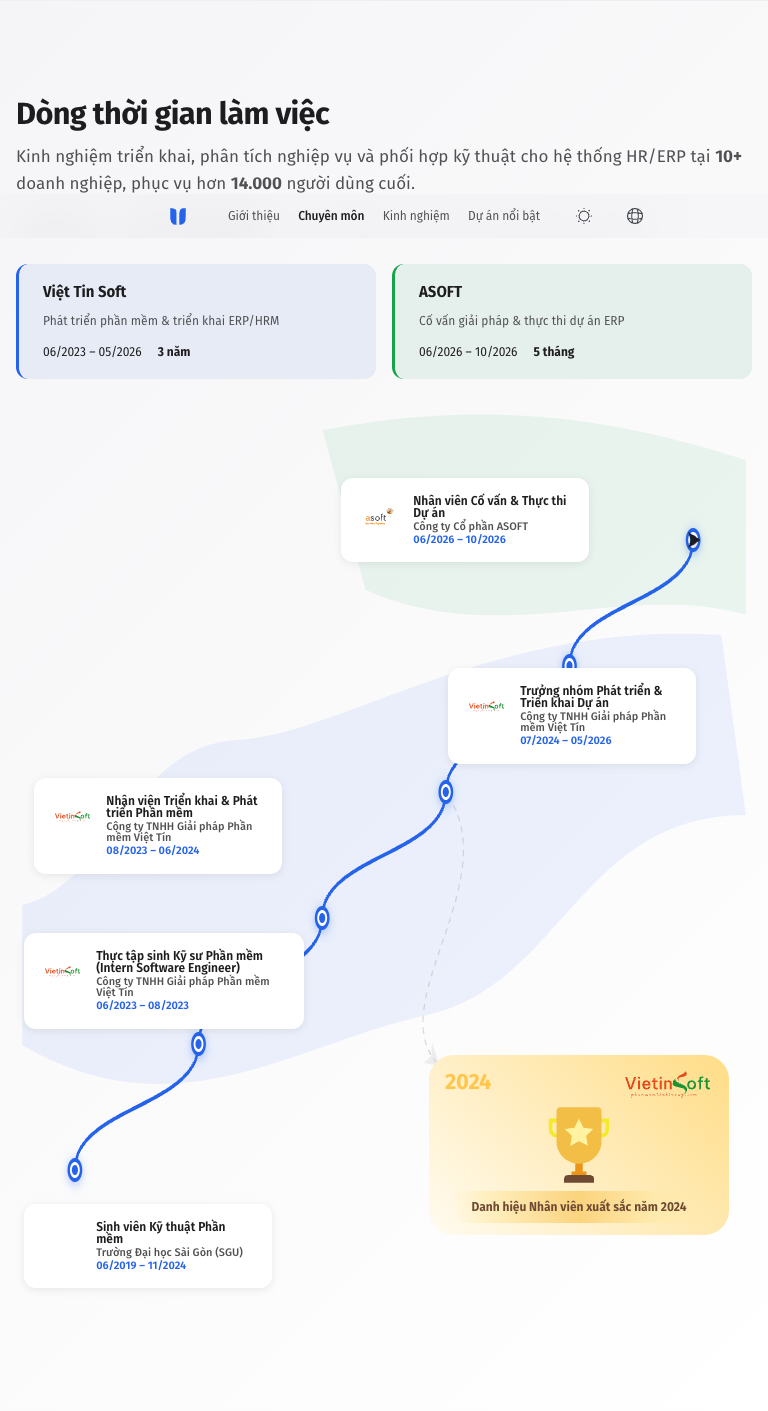 Dòng thời gian làm việc
Kinh nghiệm triển khai, phân tích nghiệp vụ và phối hợp kỹ thuật cho hệ thống HR/ERP tại 10+
doanh nghiệp, phục vụ hơn 14.000 người dùng cuối.
Giới thiệu Chuyên môn Kinh nghiệm Dự án nổi bật
Việt Tin Soft
Phát triển phần mềm & triển khai ERP/HRM
06/2023 – 05/2026 3 năm
ASOFT
Cố vấn giải pháp & thực thi dự án ERP
06/2026 – 10/2026 5 tháng
asoft
Nhân viên Cố vấn & Thực thi
Dự án
Công ty Cổ phần ASOFT
06/2026 – 10/2026
VietinSoft
Trưởng nhóm Phát triển &
Triển khai Dự án
Công ty TNHH Giải pháp Phần
mềm Việt Tín
07/2024 – 05/2026
VietinSoft
Nhận viên Triển khai & Phát
triển Phần mềm
Công ty TNHH Giải pháp Phần
mềm Việt Tín
08/2023 – 06/2024
VietinSoft
Thực tập sinh Kỹ sư Phần mềm
(Intern Software Engineer)
Công ty TNHH Giải pháp Phần mềm
Việt Tín
06/2023 – 08/2023
2024
VietinSoft
Danh hiệu Nhân viên xuất sắc năm 2024
Sinh viên Kỹ thuật Phần
mềm
Trường Đại học Sài Gòn (SGU)
06/2019 – 11/2024